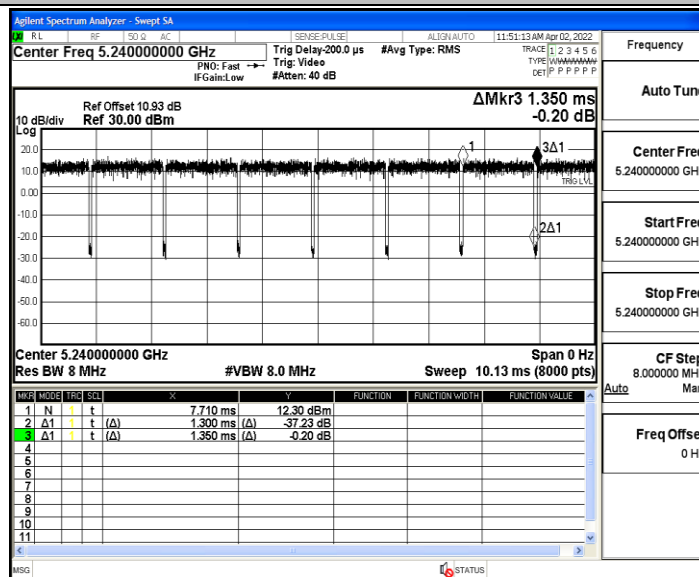 Agilent Spectrum Analyzer - Swept SA
RL RF 50 Ω AC SENSE:PULSE ALIGNAUTO 11:51:13 AM Apr 02, 2022
Center Freq 5.240000000 GHz
Trig Delay-200.0 µs #Avg Type: RMS
TRACE 1 2 3 4 5 6
PNO: Fast Trig: Video
TYPE
IFGain:Low #Atten: 40 dB
DET P P P P P P
Ref Offset 10.93 dB
ΔMkr3 1.350 ms
10 dB/div Ref 30.00 dBm
-0.20 dB
Log
20.0
1
3Δ1
10.0
TRIG LVL
0.00
-10.0
2Δ1
-20.0
-30.0
-40.0
-50.0
-60.0
Center 5.240000000 GHz Span 0 Hz
Res BW 8 MHz #VBW 8.0 MHz Sweep 10.13 ms (8000 pts)
MKR MODE TRC SCL X Y FUNCTION FUNCTION WIDTH FUNCTION VALUE
1 N 1 t 7.710 ms 12.30 dBm
2 Δ1 1 t (Δ) 1.300 ms (Δ) -37.23 dB
3 Δ1 1 t (Δ) 1.350 ms (Δ) -0.20 dB
4
5
6
7
8
9
10
11
MSG STATUS
Frequency
Auto Tun
Center Fre
5.240000000 GH
Start Fre
5.240000000 GH
Stop Fre
5.240000000 GH
CF Step
8.000000 MH
Auto Ma
Freq Offse
0 H